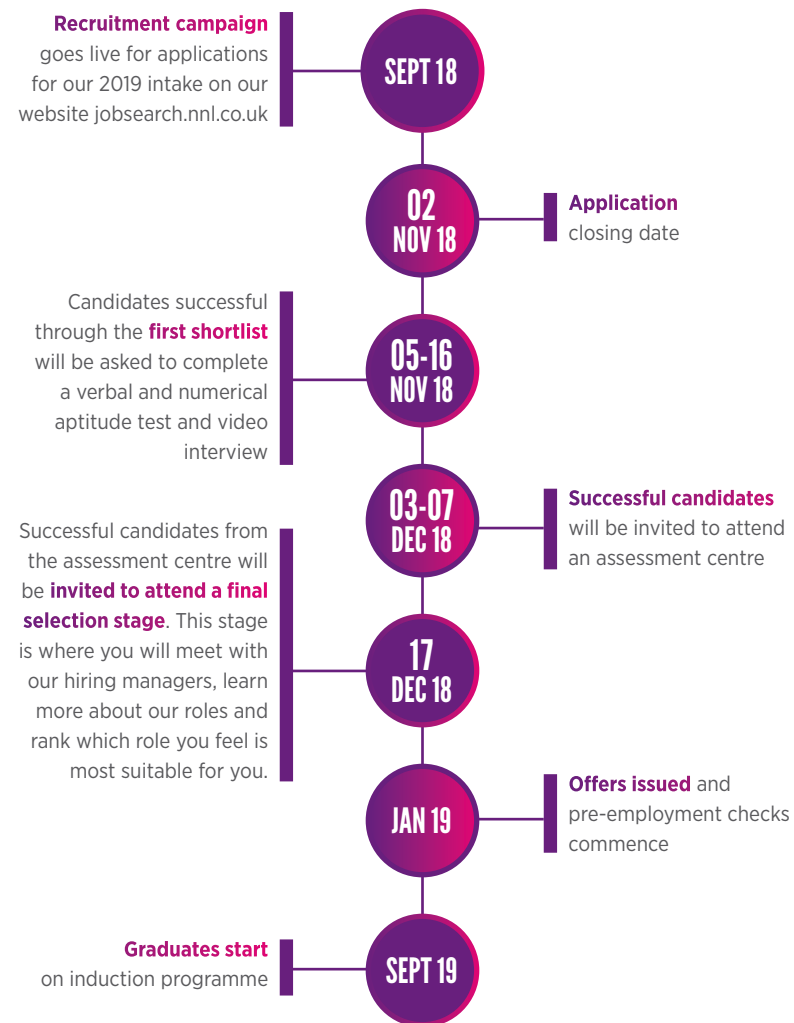 Recruitment campaign
goes live for applications
for our 2019 intake on our
website jobsearch.nnl.co.uk
SEPT 18
02
NOV 18
Application
closing date
Candidates successful
through the first shortlist
will be asked to complete
a verbal and numerical
aptitude test and video
interview
05-16
NOV 18
03-07
DEC 18
Successful candidates
will be invited to attend
an assessment centre
Successful candidates from
the assessment centre will
be invited to attend a final
selection stage. This stage
is where you will meet with
our hiring managers, learn
more about our roles and
rank which role you feel is
most suitable for you.
17
DEC 18
JAN 19
Offers issued and
pre-employment checks
commence
Graduates start
on induction programme
SEPT 19